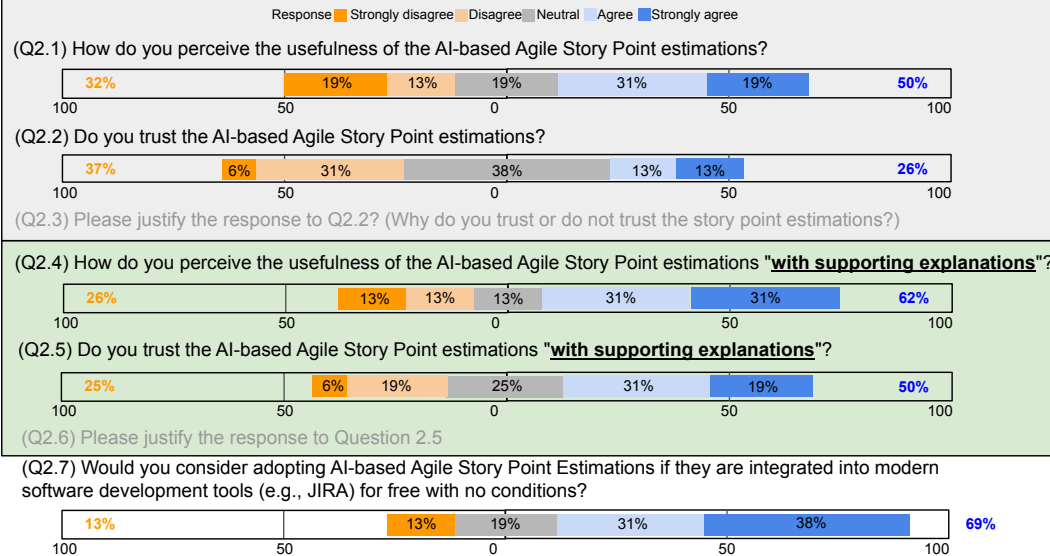 Response Strongly disagree Disagree Neutral Agree Strongly agree
(Q2.1) How do you perceive the usefulness of the AI-based Agile Story Point estimations?
32% 19% 13% 19% 31% 19% 50%
100 50 0 50 100
(Q2.2) Do you trust the AI-based Agile Story Point estimations?
37% 6% 31% 38% 13% 13% 26%
100 50 0 50 100
(Q2.3) Please justify the response to Q2.2? (Why do you trust or do not trust the story point estimations?)
(Q2.4) How do you perceive the usefulness of the AI-based Agile Story Point estimations "with supporting explanations"?
26% 13% 13% 13% 31% 31% 62%
100 50 0 50 100
(Q2.5) Do you trust the AI-based Agile Story Point estimations "with supporting explanations"?
25% 6% 19% 25% 31% 19% 50%
100 50 0 50 100
(Q2.6) Please justify the response to Question 2.5
(Q2.7) Would you consider adopting AI-based Agile Story Point Estimations if they are integrated into modern
software development tools (e.g., JIRA) for free with no conditions?
13% 13% 19% 31% 38% 69%
100 50 0 50 100